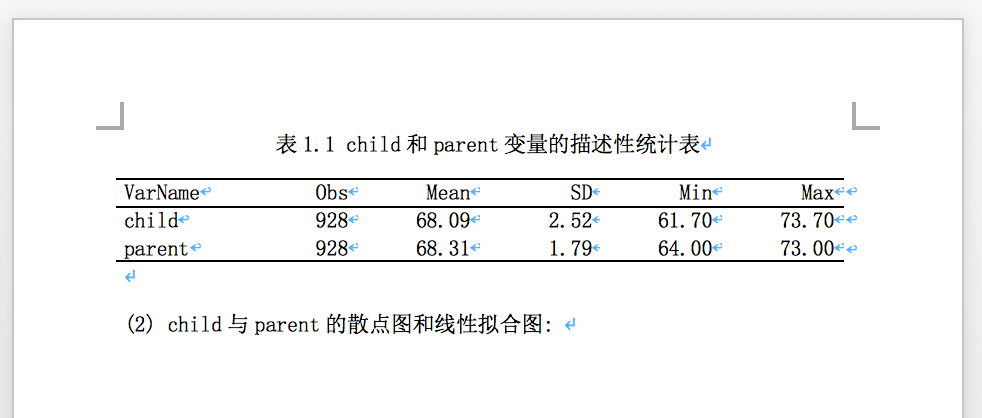 表 1.1 child 和 parent 变量的描述性统计表
VarName Obs Mean SD Min Max
child 928 68.09 2.52 61.70 73.70
parent 928 68.31 1.79 64.00 73.00
(2) child 与 parent 的散点图和线性拟合图: